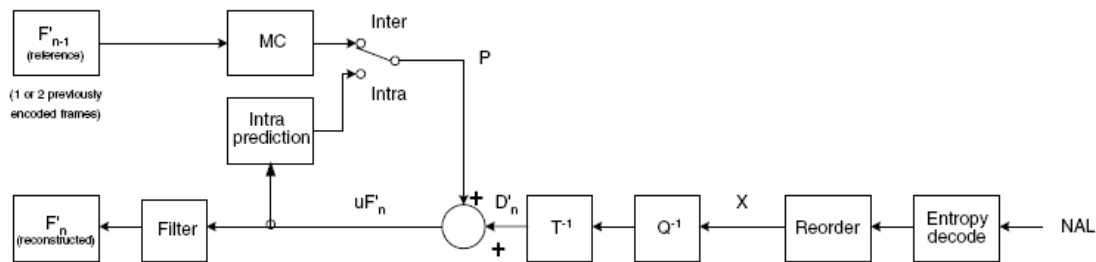 F'n-1
(reference)
MC
Inter
P
(1 or 2 previously
encoded frames)
Intra
Intra
prediction
F'n
(reconstructed)
Filter
uF'n
+
D'n
+
T-1
Q-1
X
Reorder
Entropy
decode
NAL